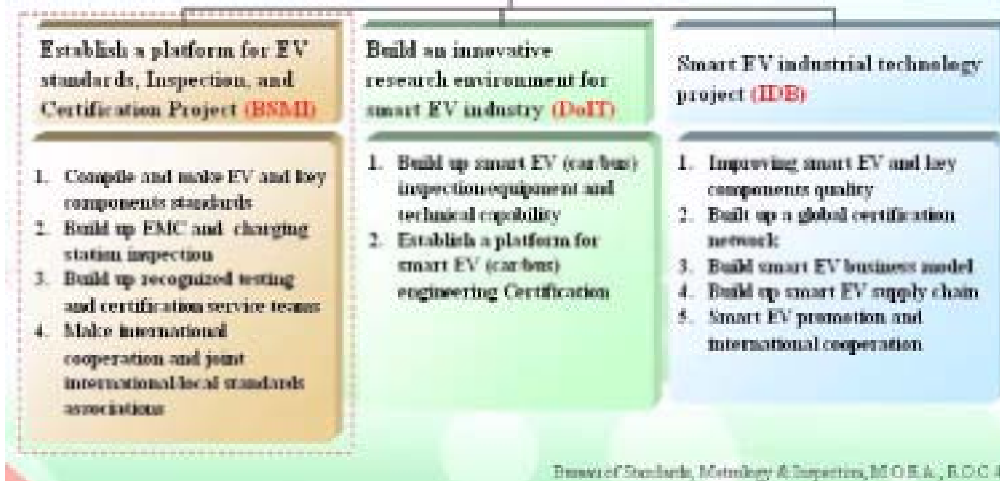 Establish a platform for EV
standards, Inspection, and
Certification Project (BSMI)
1. Compile and make EV and key
components standards
2. Build up EMC and charging
station inspection
3. Build up recognized testing
and certification service teams
4. Make international
cooperation and joint
international/local standards
associations
Build an innovative
research environment for
smart EV industry (DoIT)
1. Build up smart EV (car/bus)
inspection/equipment and
technical capability
2. Establish a platform for
smart EV (car/bus)
engineering Certification
Smart EV industrial technology
project (IDB)
1. Improving smart EV and key
components quality
2. Built up a global certification
network
3. Build smart EV business model
4. Build up smart EV supply chain
5. Smart EV promotion and
international cooperation
Bureau of Standards, Metrology & Inspection, M.O.E.A., R.O.C.